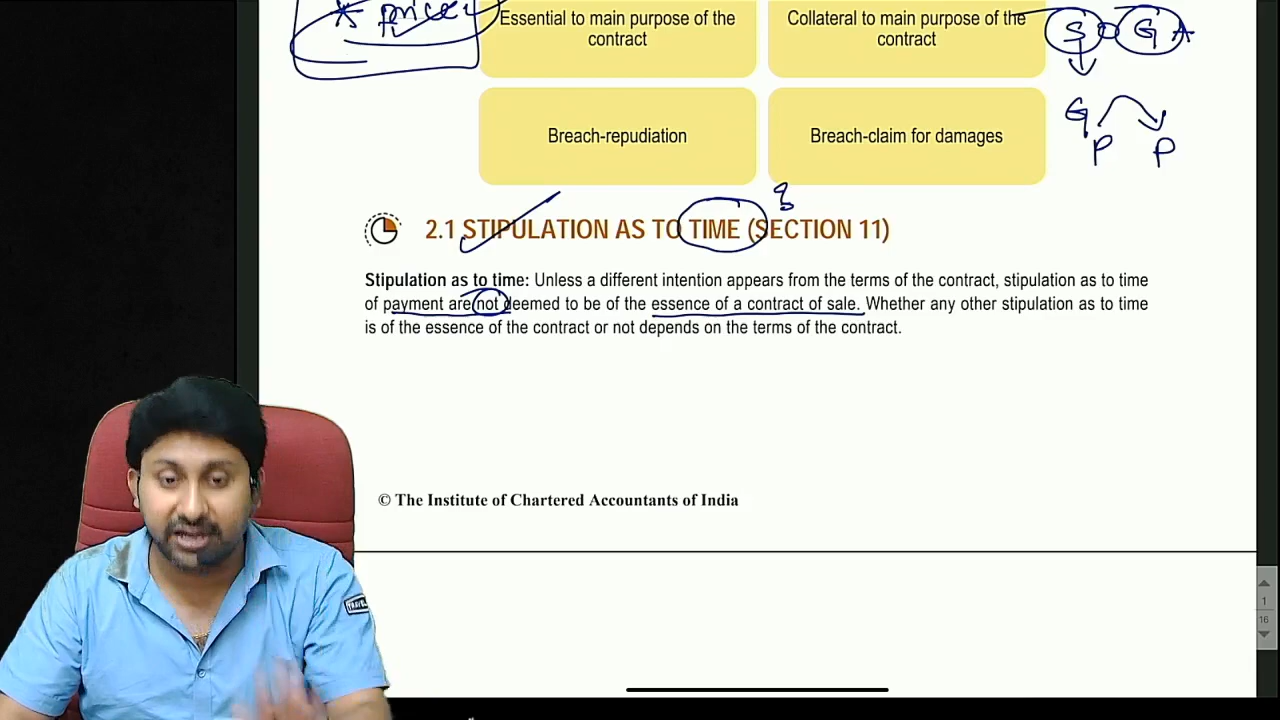 * price
Essential to main purpose of the
contract
Collateral to main purpose of the
contract
SOGA
G
P P
Breach-repudiation
Breach-claim for damages
2.1 STIPULATION AS TO TIME (SECTION 11)
Stipulation as to time: Unless a different intention appears from the terms of the contract, stipulation as to time
of payment are not deemed to be of the essence of a contract of sale. Whether any other stipulation as to time
is of the essence of the contract or not depends on the terms of the contract.
© The Institute of Chartered Accountants of India
1
16